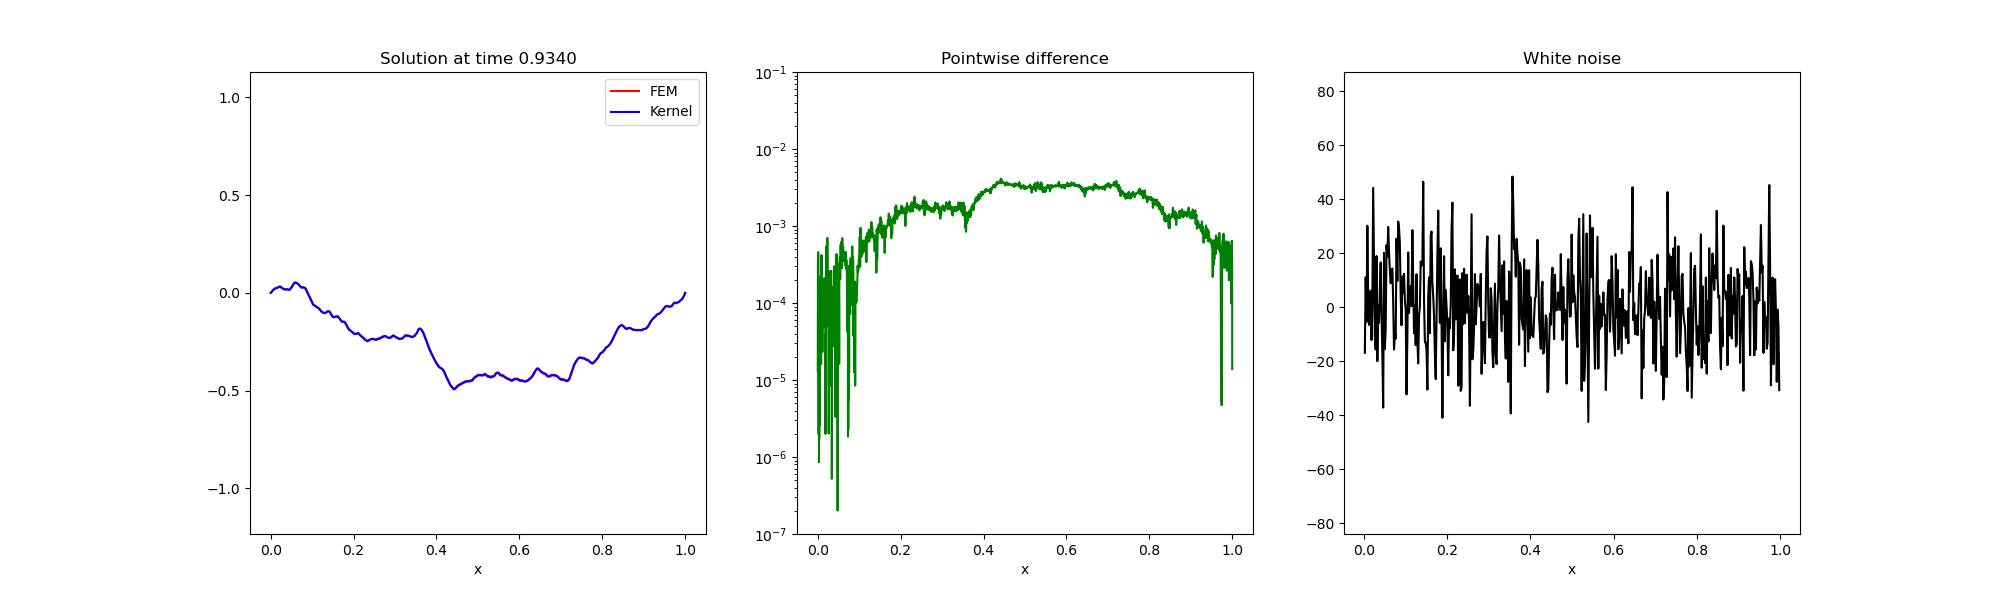 Solution at time 0.9340
1.0
0.5
0.0
−0.5
−1.0
FEM
Kernel
0.0 0.2 0.4 0.6 0.8 1.0
x
Pointwise difference
10⁻¹
10⁻²
10⁻³
10⁻⁴
10⁻⁵
10⁻⁶
10⁻⁷
0.0 0.2 0.4 0.6 0.8 1.0
x
White noise
80
60
40
20
0
−20
−40
−60
−80
0.0 0.2 0.4 0.6 0.8 1.0
x